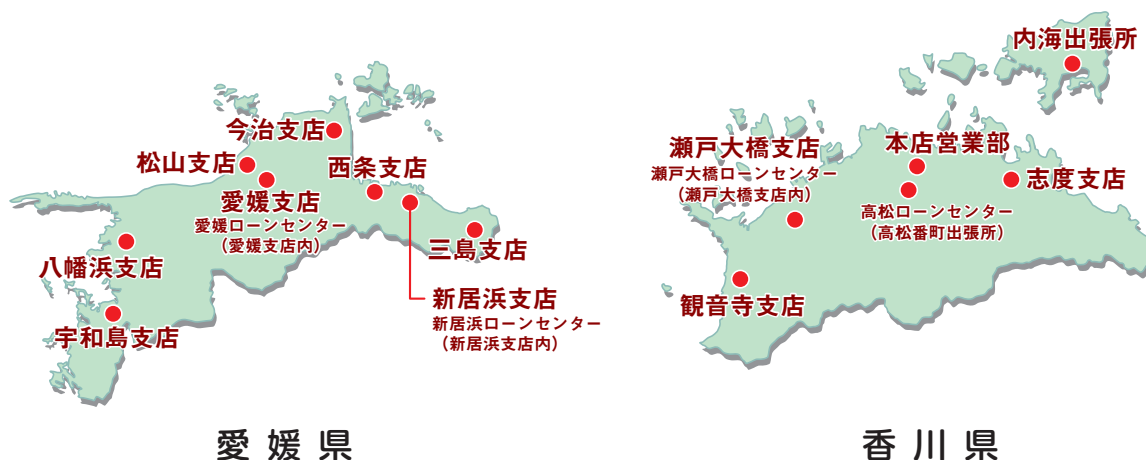 今治支店
松山支店
西条支店
愛媛支店
愛媛ローンセンター
（愛媛支店内）
三島支店
八幡浜支店
新居浜支店
新居浜ローンセンター
（新居浜支店内）
宇和島支店
愛媛県
内海出張所
瀬戸大橋支店
瀬戸大橋ローンセンター
（瀬戸大橋支店内）
本店営業部
志度支店
高松ローンセンター
（高松番町出張所）
観音寺支店
香川県